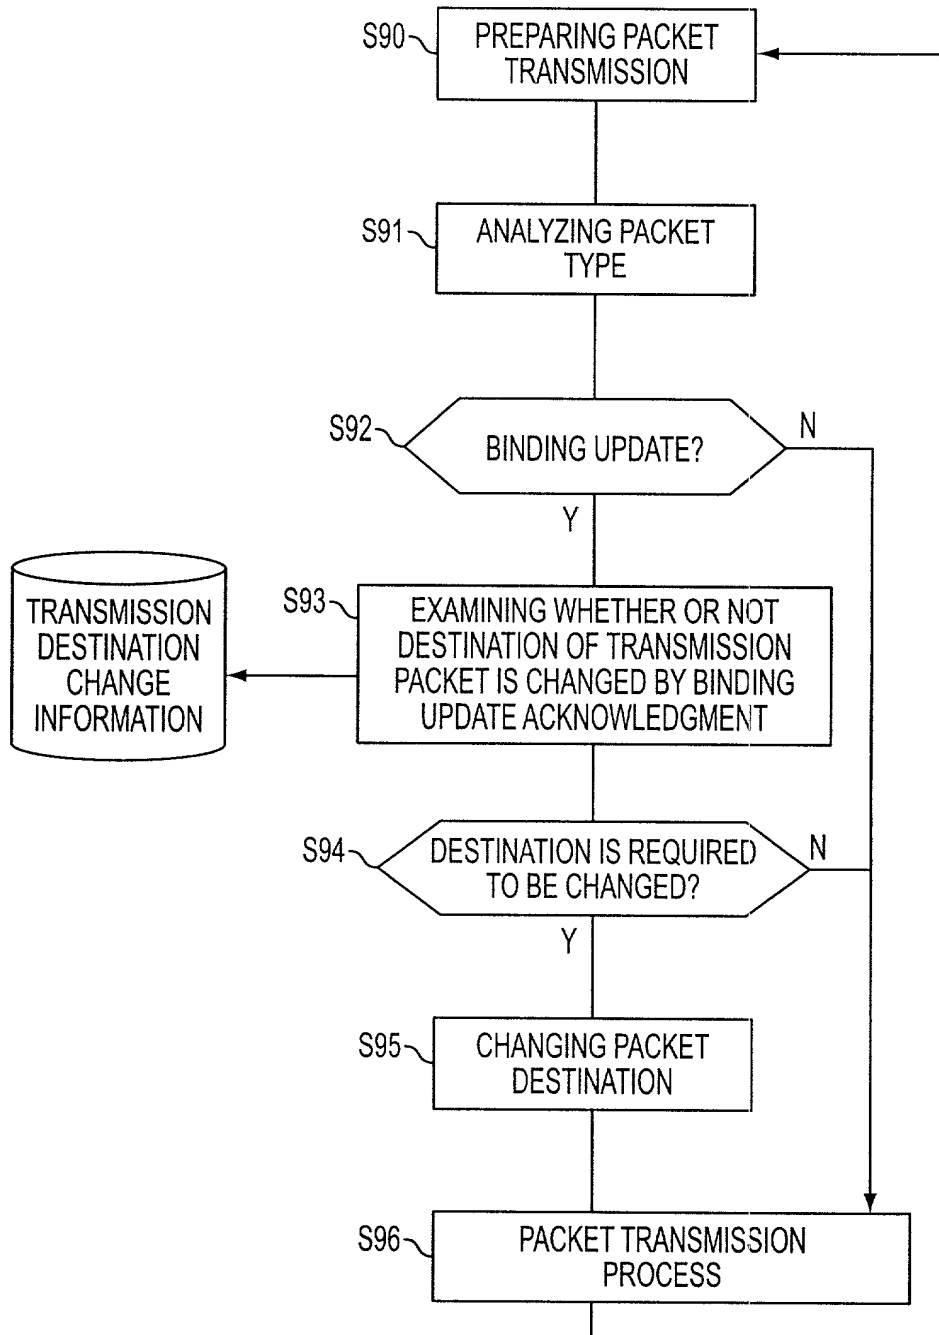 S90
PREPARING PACKET
TRANSMISSION
S91
ANALYZING PACKET
TYPE
S92
BINDING UPDATE?
N
Y
TRANSMISSION
DESTINATION
CHANGE
INFORMATION
S93
EXAMINING WHETHER OR NOT
DESTINATION OF TRANSMISSION
PACKET IS CHANGED BY BINDING
UPDATE ACKNOWLEDGMENT
S94
DESTINATION IS REQUIRED
TO BE CHANGED?
N
Y
S95
CHANGING PACKET
DESTINATION
S96
PACKET TRANSMISSION
PROCESS